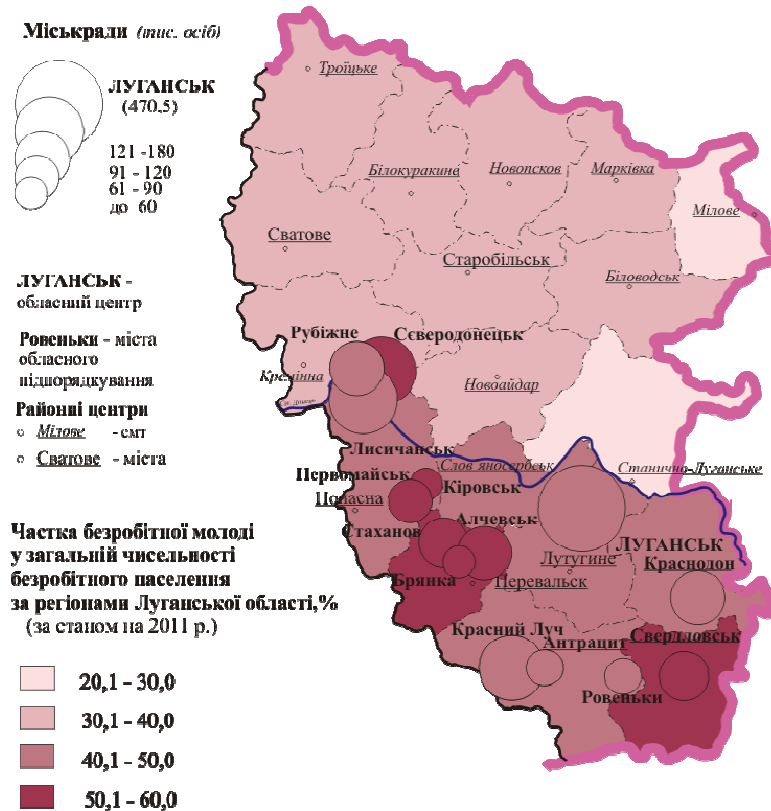 Міськради (тис. осіб)
ЛУГАНСЬК
(470,5)
121 - 180
91 - 120
61 - 90
до 60
ЛУГАНСЬК -
обласний центр
Ровеньки - міста
обласного
підпорядкування
Районні центри
Мілове - смт
Сватове - міста
Частка безробітної молоді
у загальній чисельності
безробітного населення
за регіонами Луганської області,%
(за станом на 2011 р.)
20,1 – 30,0
30,1 – 40,0
40,1 – 50,0
50,1 – 60,0
Троїцьке
Білокуракине
Новопсков
Марківка
Мілове
Сватове
Старобільськ
Біловодськ
Рубіжне
Сєверодонецьк
Кремінна
Новоайдар
Лисичанськ
Слов'яносербськ
Станично-Луганське
Первомайськ
Кіровськ
Попасна
Стаханов
Алчевськ
Лутугине
ЛУГАНСЬК
Краснодон
Брянка
Перевальск
Красний Луч
Антрацит
Свердловськ
Ровеньки